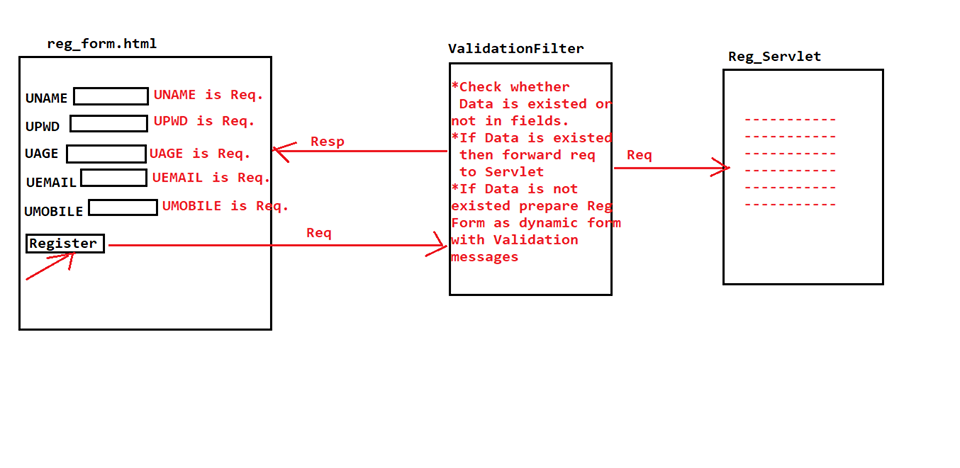 reg_form.html
UNAME UNAME is Req.
UPWD UPWD is Req.
UAGE UAGE is Req.
UEMAIL UEMAIL is Req.
UMOBILE UMOBILE is Req.
Register
Resp
Req
ValidationFilter
*Check whether
Data is existed or
not in fields.
*If Data is existed
then forward req
to Servlet
*If Data is not
existed prepare Reg
Form as dynamic form
with Validation
messages
Req
Reg_Servlet
-----------
-----------
-----------
-----------
-----------
-----------